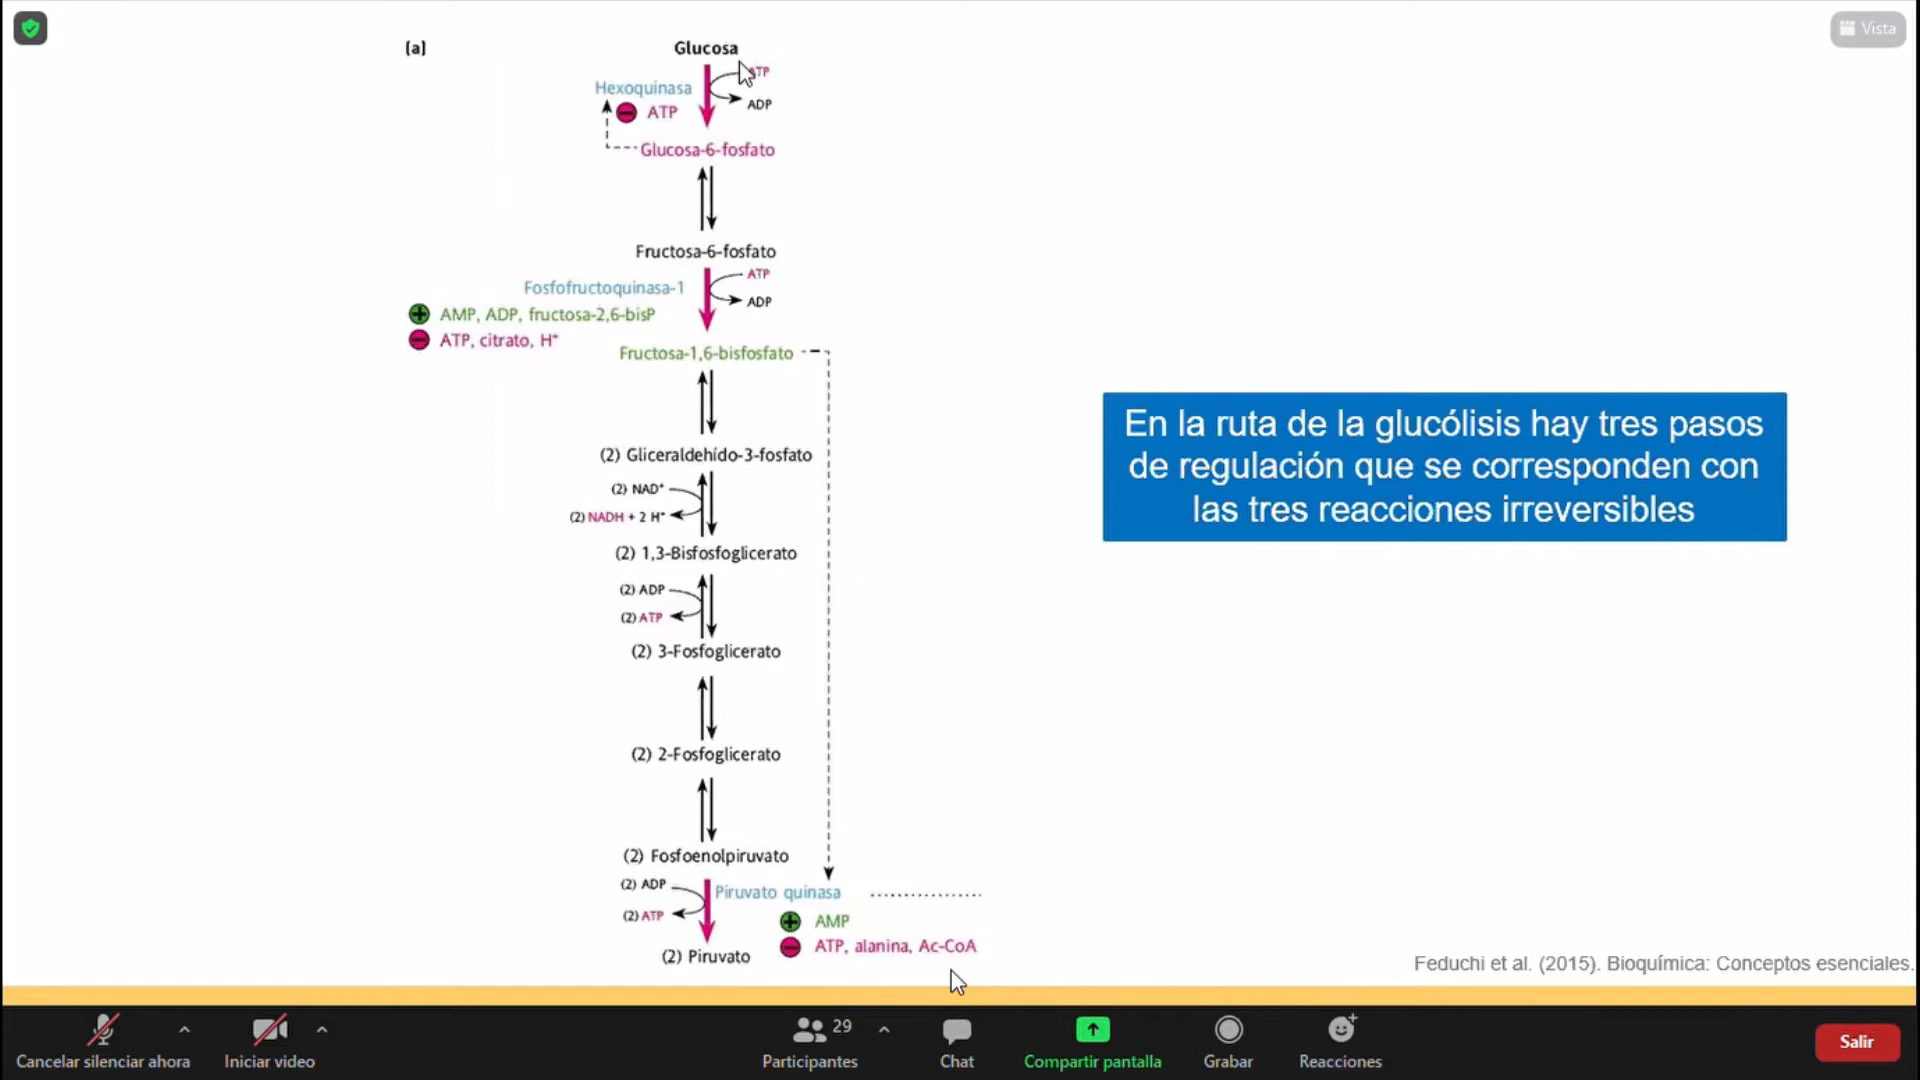 Vista
(a)
Glucosa
ATP
Hexoquinasa
ADP
ATP
Glucosa-6-fosfato
Fructosa-6-fosfato
ATP
Fosfofructoquinasa-1
ADP
AMP, ADP, fructosa-2,6-bisP
ATP, citrato, H⁺
Fructosa-1,6-bisfosfato
En la ruta de la glucólisis hay tres pasos
de regulación que se corresponden con
las tres reacciones irreversibles
(2) Gliceraldehído-3-fosfato
(2) NAD⁺
(2) NADH + 2 H⁺
(2) 1,3-Bisfosfoglicerato
(2) ADP
(2) ATP
(2) 3-Fosfoglicerato
(2) 2-Fosfoglicerato
(2) Fosfoenolpiruvato
(2) ADP
Piruvato quinasa
(2) ATP
AMP
ATP, alanina, Ac-CoA
(2) Piruvato
Feduchi et al. (2015). Bioquímica: Conceptos esenciales.
29
Cancelar silenciar ahora
Iniciar video
Participantes
Chat
Compartir pantalla
Grabar
Reacciones
Salir